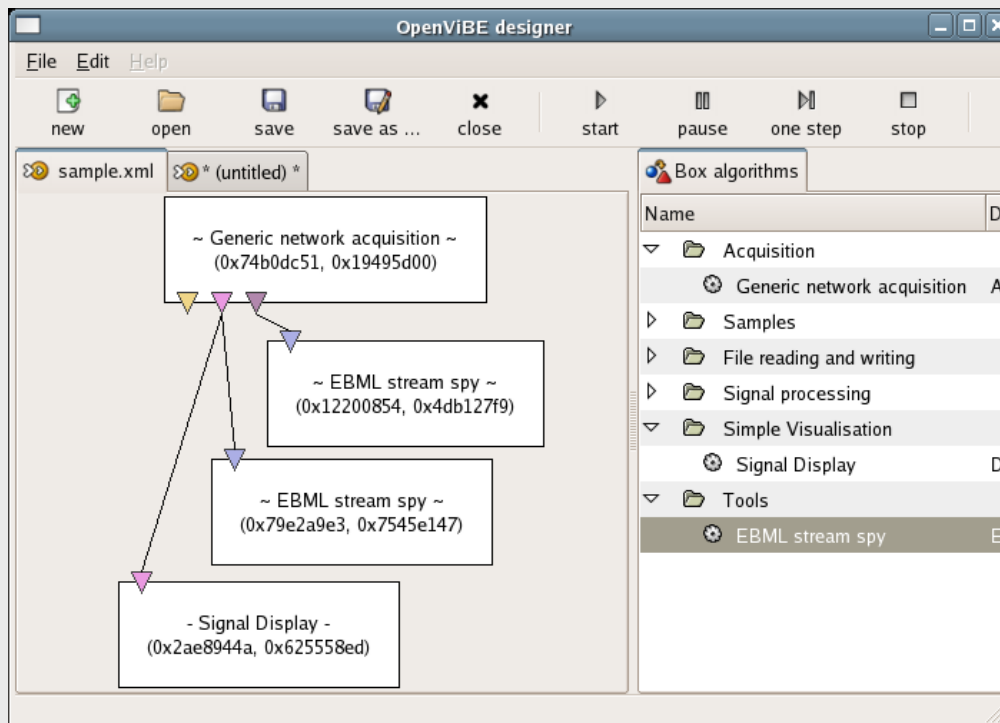 OpenViBE designer
File Edit Help
new open save save as ... close start pause one step stop
sample.xml * (untitled) * Box algorithms
~ Generic network acquisition ~
(0x74b0dc51, 0x19495d00)
~ EBML stream spy ~
(0x12200854, 0x4db127f9)
~ EBML stream spy ~
(0x79e2a9e3, 0x7545e147)
- Signal Display -
(0x2ae8944a, 0x625558ed)
Name D
Acquisition
Generic network acquisition A
Samples
File reading and writing
Signal processing
Simple Visualisation
Signal Display D
Tools
EBML stream spy E